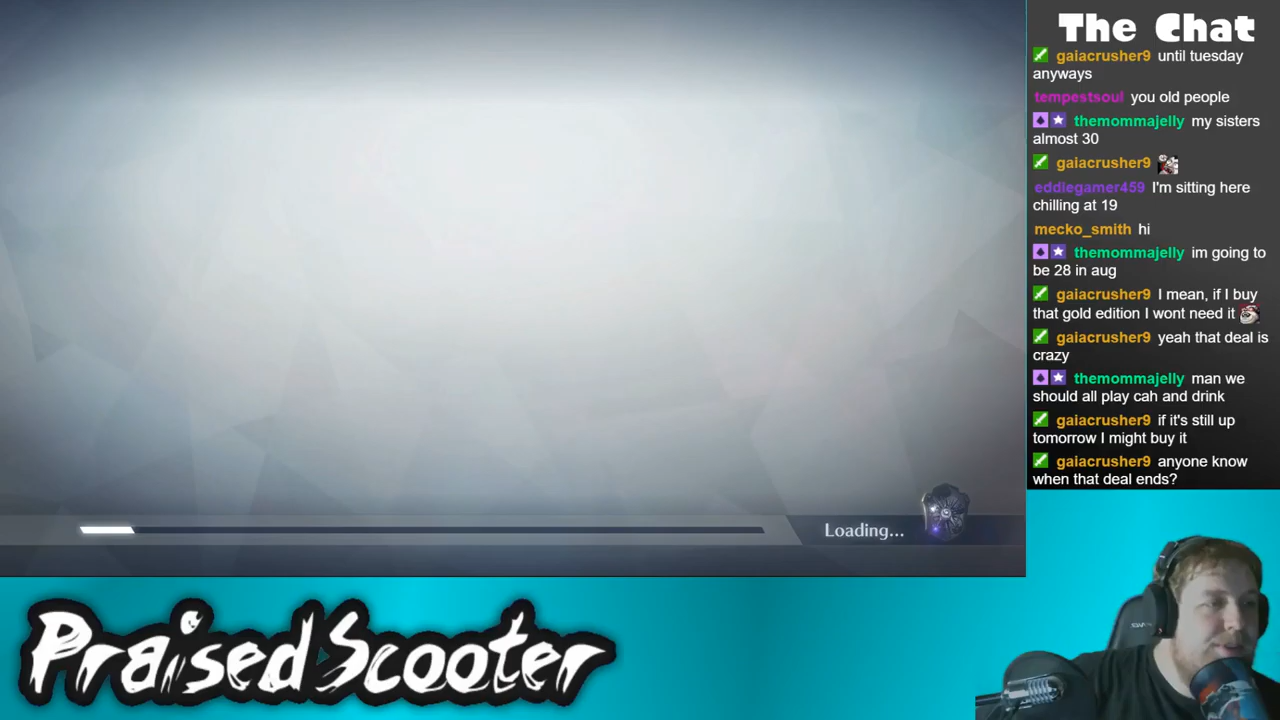 The Chat
gaiacrusher9 until tuesday
anyways
tempestsoul you old people
themommajelly my sisters
almost 30
gaiacrusher9
eddlegamer459 I'm sitting here
chilling at 19
mecko_smith hi
themommajelly im going to
be 28 in aug
gaiacrusher9 I mean, if I buy
that gold edition I wont need it
gaiacrusher9 yeah that deal is
crazy
themommajelly man we
should all play cah and drink
gaiacrusher9 if it's still up
tomorrow I might buy it
gaiacrusher9 anyone know
when that deal ends?
Loading...
PraisedScooter